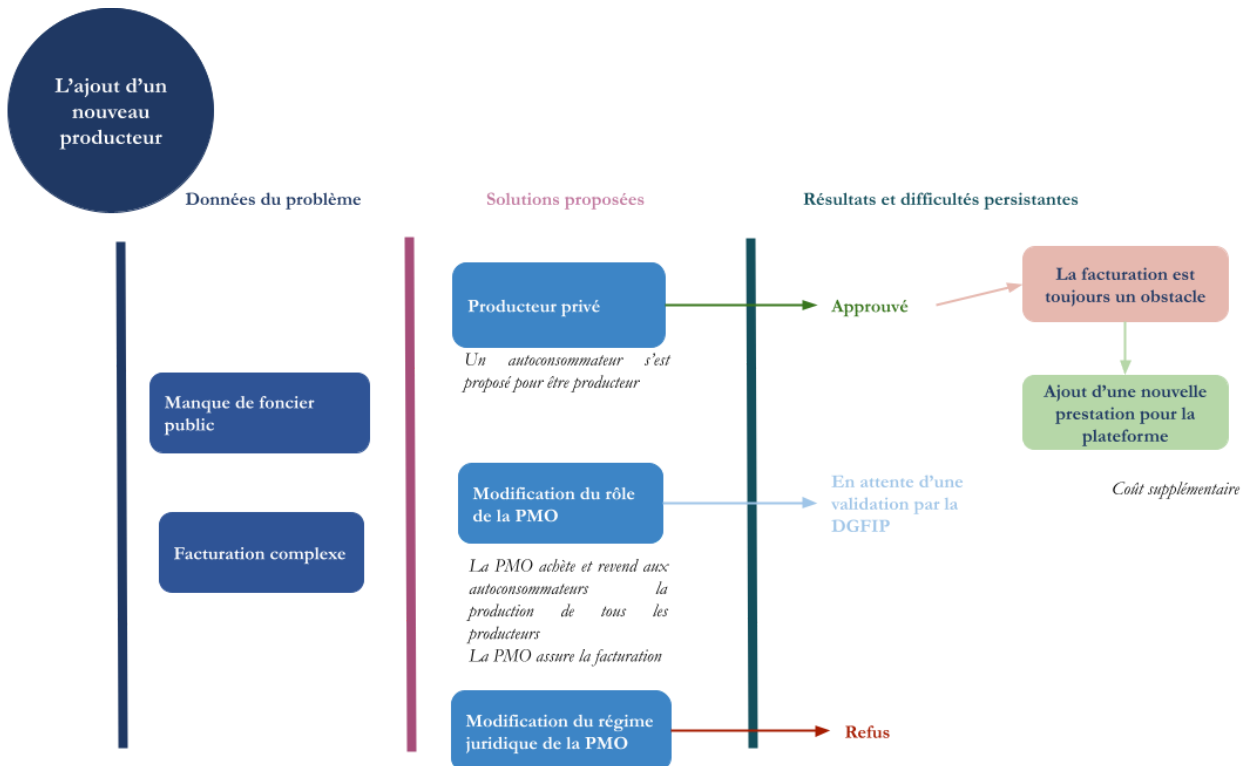 L'ajout d'un
nouveau
producteur
Données du problème
Solutions proposées
Résultats et difficultés persistantes
Manque de foncier
public
Facturation complexe
Producteur privé
Un autoconsommateur s'est
proposé pour être producteur
Approuvé
La facturation est
toujours un obstacle
Ajout d'une nouvelle
prestation pour la
plateforme
Coût supplémentaire
Modification du rôle
de la PMO
La PMO achète et revend aux
autoconsommateurs la
production de tous les
producteurs
La PMO assure la facturation
En attente d'une
validation par la
DGFIP
Modification du régime
juridique de la PMO
Refus